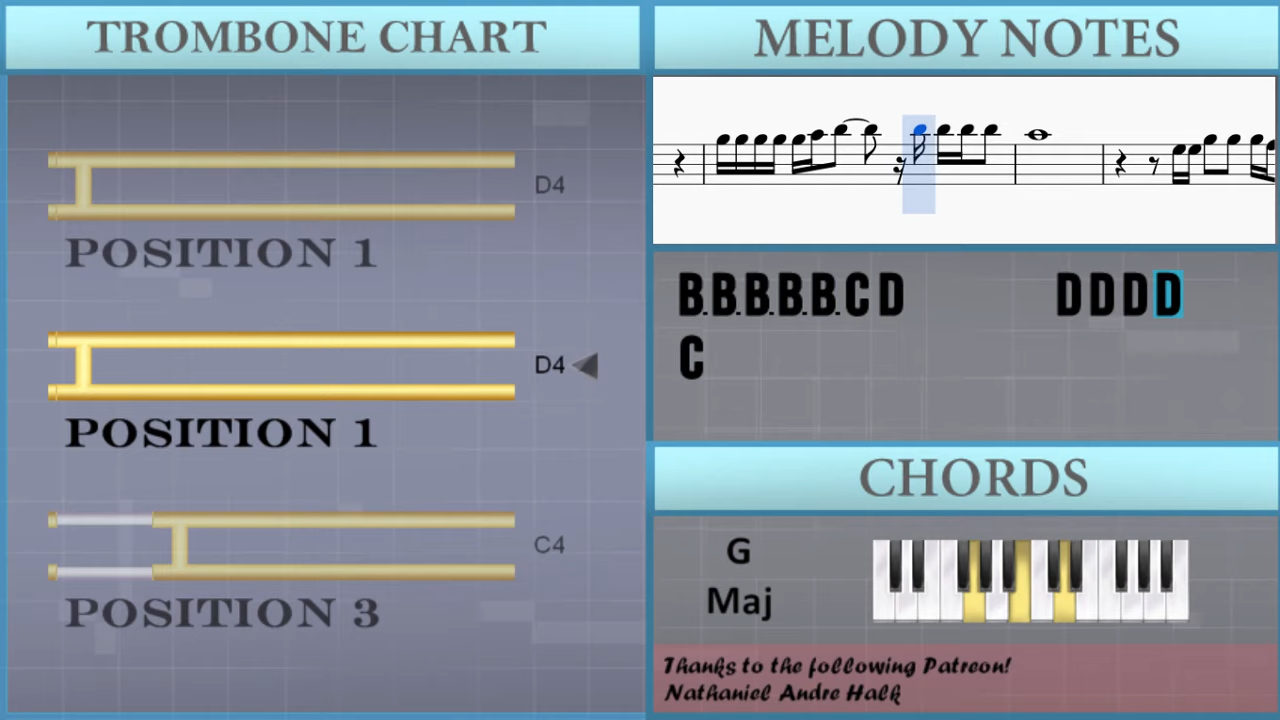 TROMBONE CHART
D4
POSITION 1
D4
POSITION 1
C4
POSITION 3
MELODY NOTES
B.B.B.B.B.C D D D D D
C
CHORDS
G
Maj
Thanks to the following Patreon!
Nathaniel Andre Halk